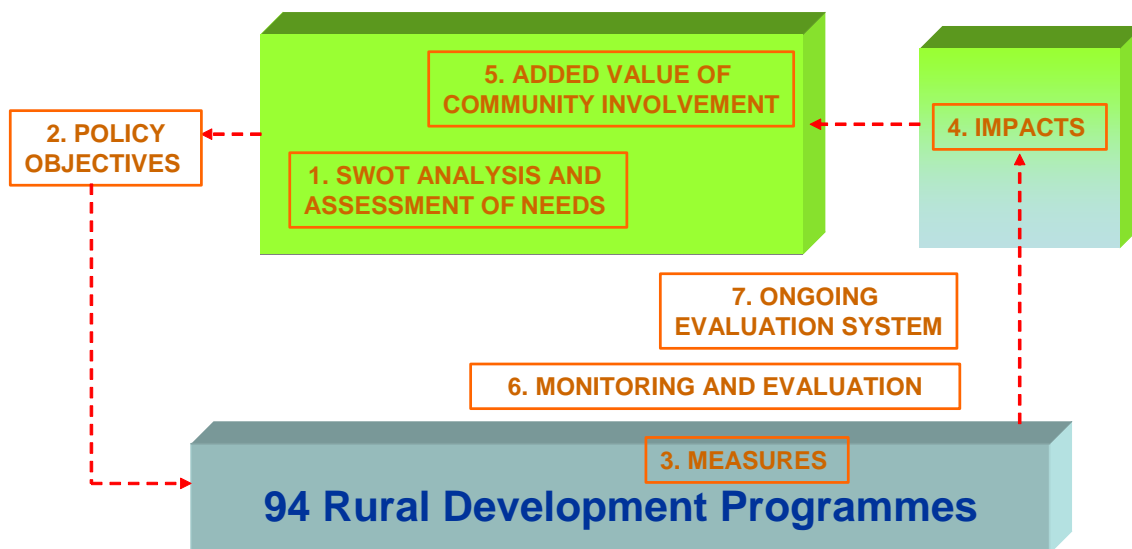 5. ADDED VALUE OF
COMMUNITY INVOLVEMENT
4. IMPACTS
2. POLICY
OBJECTIVES
1. SWOT ANALYSIS AND
ASSESSMENT OF NEEDS
7. ONGOING
EVALUATION SYSTEM
6. MONITORING AND EVALUATION
3. MEASURES
94 Rural Development Programmes